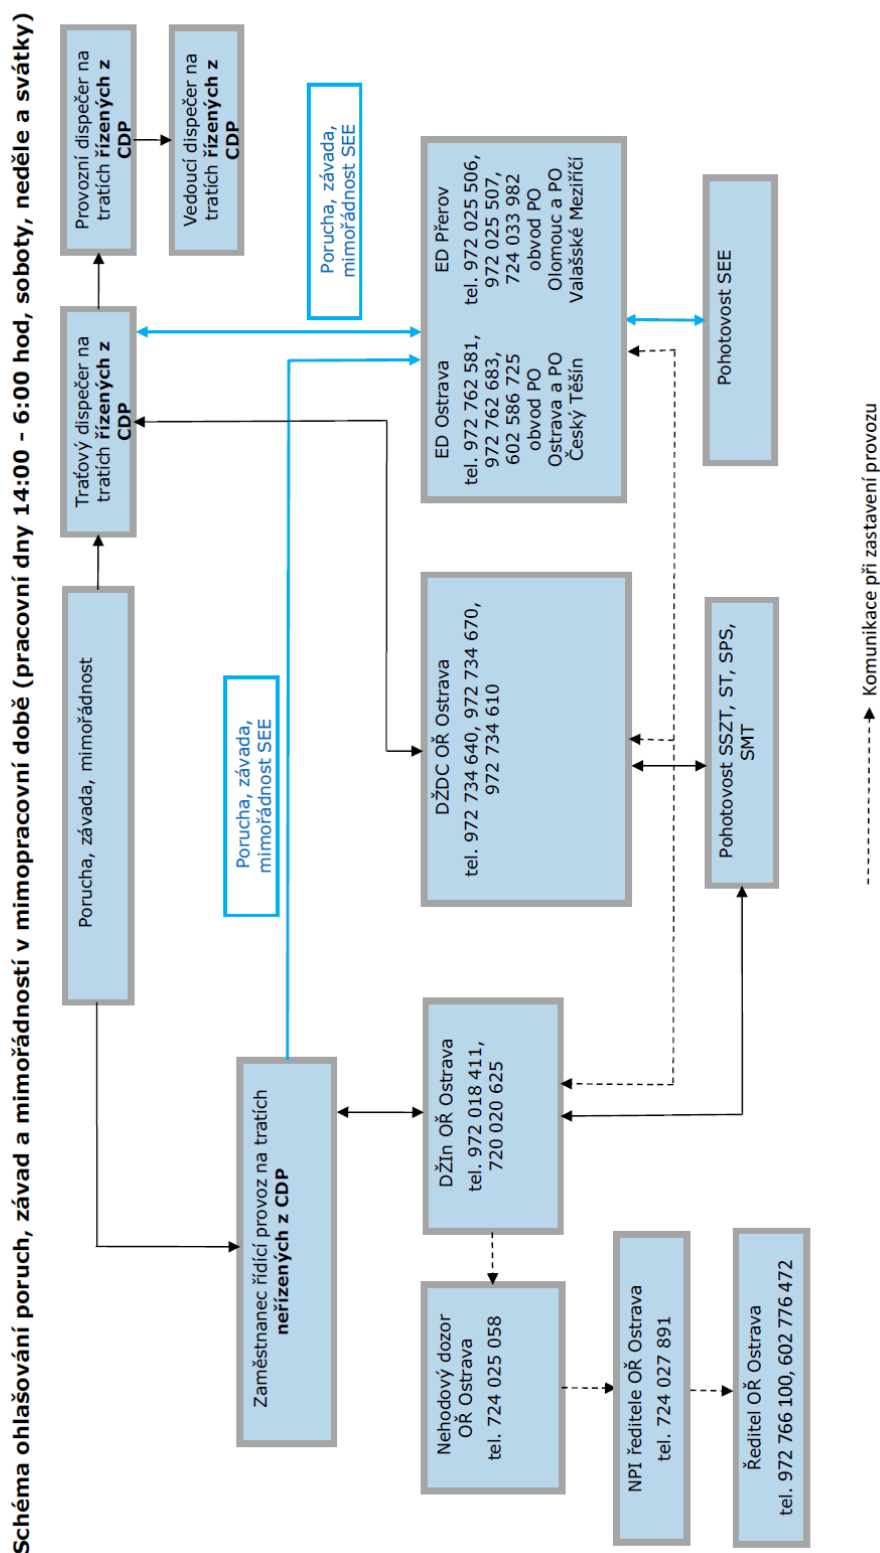 Schéma ohlašování poruch, závad a mimořádností v mimopracovní době (pracovní dny 14:00 - 6:00 hod, soboty, neděle a svátky)
Porucha, závada, mimořádnost
Traťový dispečer na
tratích řízených z
CDP
Provozní dispečer na
tratích řízených z
CDP
Vedoucí dispečer na
tratích řízených z
CDP
Zaměstnanec řídící provoz na tratích
neřízených z CDP
Porucha, závada,
mimořádnost SEE
Porucha, závada,
mimořádnost SEE
Nehodový dozor
OŘ Ostrava
tel. 724 025 058
DŽIn OŘ Ostrava
tel. 972 018 411,
720 020 625
DŽDC OŘ Ostrava
tel. 972 734 640, 972 734 670,
972 734 610
ED Ostrava
tel. 972 762 581,
972 762 683,
602 586 725
obvod PO
Ostrava a PO
Český Těšín
ED Přerov
tel. 972 025 506,
972 025 507,
724 033 982
obvod PO
Olomouc a PO
Valašské Meziříčí
NPI ředitele OŘ Ostrava
tel. 724 027 891
Ředitel OŘ Ostrava
tel. 972 766 100, 602 776 472
Pohotovost SSZT, ST, SPS,
SMT
Pohotovost SEE
Komunikace při zastavení provozu